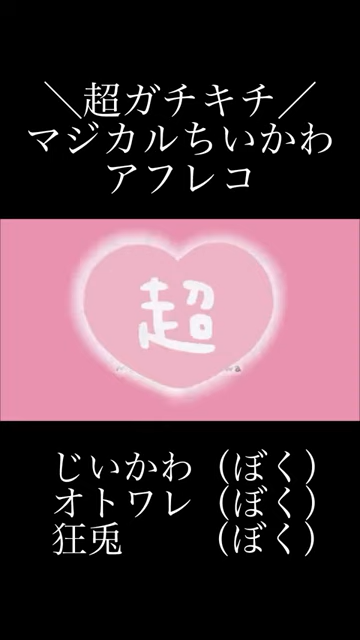 ＼超ガチキチ／
マジカルちいかわ
アフレコ
超
じいかわ（ぼく）
オトワレ（ぼく）
狂兎　　（ぼく）